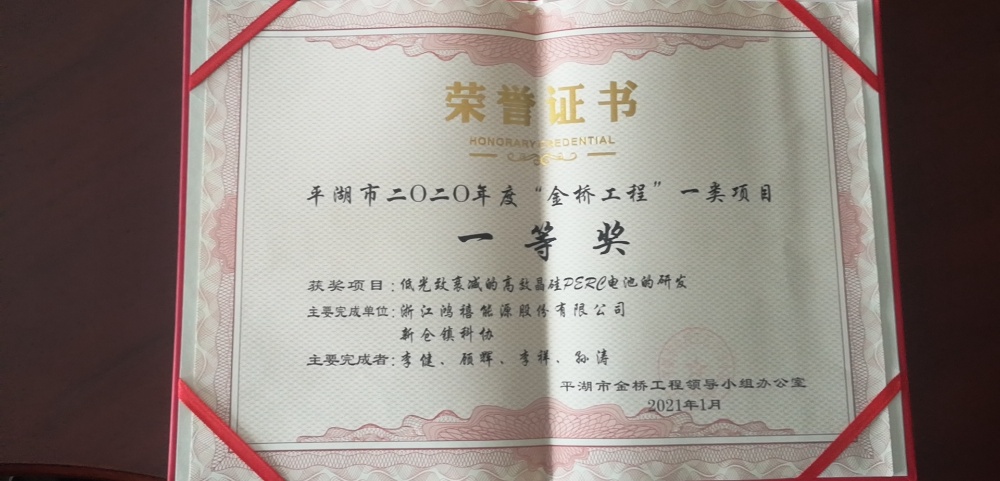 荣誉证书
HONORARY CREDENTIAL
平湖市二〇二〇年度“金桥工程”一类项目
一等奖
获奖项目：低光致衰减的高效晶硅PERC电池的研发
主要完成单位：浙江鸿禧能源股份有限公司
新仓镇科协
主要完成者：李健、顾辉、李祥、孙涛
平湖市金桥工程领导小组办公室
2021年1月